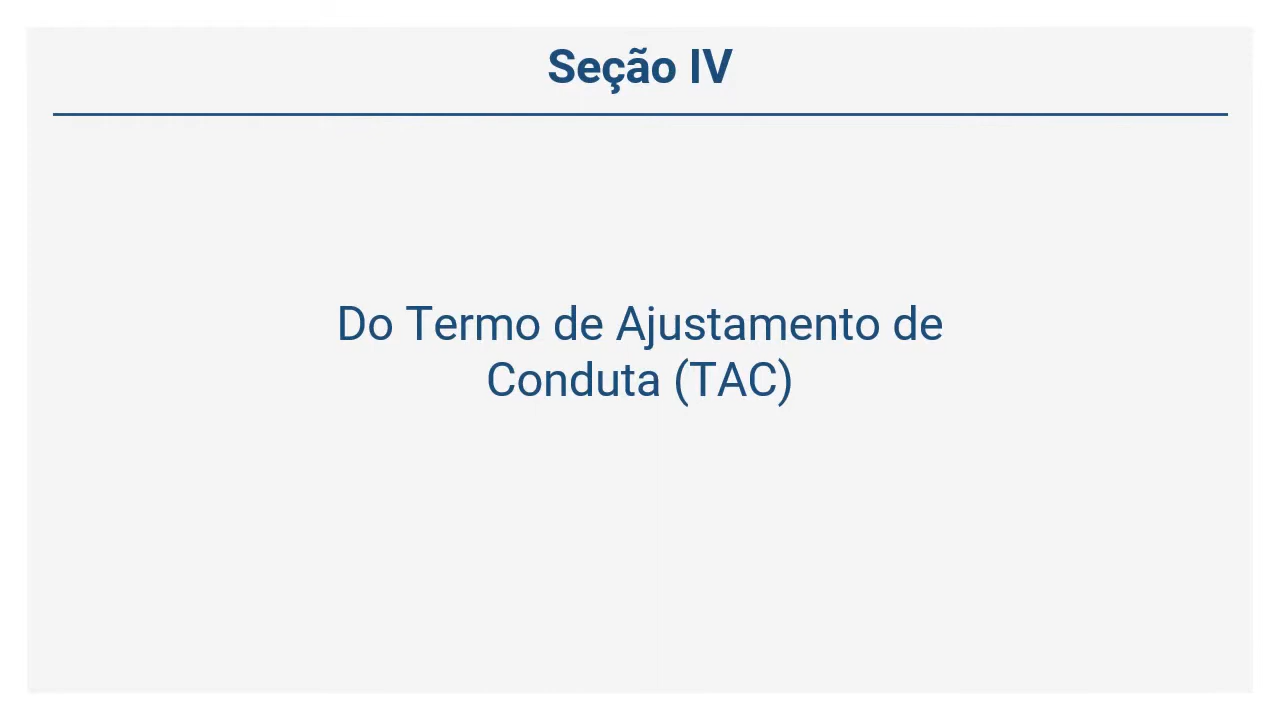 Seção IV
Do Termo de Ajustamento de
Conduta (TAC)